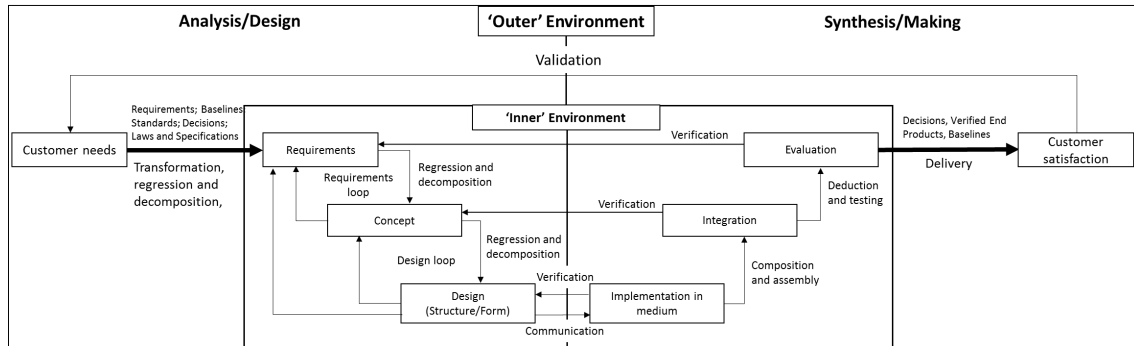 Analysis/Design
'Outer' Environment
Synthesis/Making
Validation
Requirements; Baselines
Standards; Decisions;
Laws and Specifications
Customer needs
Transformation,
regression and
decomposition,
'Inner' Environment
Requirements
Verification
Evaluation
Decisions, Verified End
Products, Baselines
Delivery
Customer
satisfaction
Requirements
loop
Regression and
decomposition
Deduction
and testing
Concept
Verification
Integration
Design loop
Regression and
decomposition
Composition
and assembly
Verification
Design
(Structure/Form)
Implementation in
medium
Communication